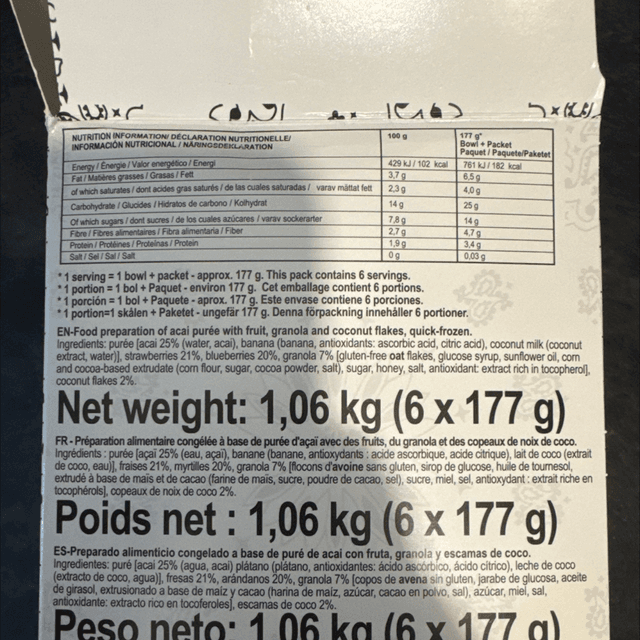 NUTRITION INFORMATION/ DÉCLARATION NUTRITIONELLE/
INFORMACIÓN NUTRICIONAL / NÄRINGSDEKLARATION
100 g
177 g*
Bowl + Packet
Paquet / Paquete/Paketet
Energy / Énergie / Valor energético / Energi 429 kJ / 102 kcal 761 kJ / 182 kcal
Fat / Matières grasses / Grasas / Fett 3,7 g 6,5 g
of which saturates / dont acides gras saturés / de las cuales saturadas / varav mättat fett 2,3 g 4,0 g
Carbohydrate / Glucides / Hidratos de carbono / Kolhydrat 14 g 25 g
Of which sugars / dont sucres / de los cuales azúcares / varav sockerarter 7,8 g 14 g
Fibre / Fibres alimentaires / Fibra alimentaria / Fiber 2,7 g 4,7 g
Protein / Protéines / Proteínas / Protein 1,9 g 3,4 g
Salt / Sel / Sal / Salt 0 g 0,03 g
*1 serving = 1 bowl + packet - approx. 177 g. This pack contains 6 servings.
*1 portion = 1 bol + Paquet - environ 177 g. Cet emballage contient 6 portions.
*1 porción = 1 bol + Paquete - aprox. 177 g. Este envase contiene 6 porciones.
*1 portion=1 skålen + Paketet - ungefär 177 g. Denna förpackning innehåller 6 portioner.
EN-Food preparation of acai purée with fruit, granola and coconut flakes, quick-frozen.
Ingredients: purée [acai 25% (water, acai), banana (banana, antioxidants: ascorbic acid, citric acid), coconut milk (coconut
extract, water)], strawberries 21%, blueberries 20%, granola 7% [gluten-free oat flakes, glucose syrup, sunflower oil, corn
and cocoa-based extrudate (corn flour, sugar, cocoa powder, salt), sugar, honey, salt, antioxidant: extract rich in tocopherol],
coconut flakes 2%.
Net weight: 1,06 kg (6 x 177 g)
FR - Préparation alimentaire congélée à base de purée d'açaï avec des fruits, du granola et des copeaux de noix de coco.
Ingrédients : purée [açaï 25% (eau, açaï), banane (banane, antioxydants : acide ascorbique, acide citrique), lait de coco (extrait
de coco, eau)], fraises 21%, myrtilles 20%, granola 7% [flocons d'avoine sans gluten, sirop de glucose, huile de tournesol,
extrudé à base de maïs et de cacao (farine de maïs, sucre, poudre de cacao, sel), sucre, miel, sel, antioxydant : extrait riche en
tocophérols], copeaux de noix de coco 2%.
Poids net : 1,06 kg (6 x 177 g)
ES-Preparado alimenticio congelado a base de puré de acai con fruta, granola y escamas de coco.
Ingredientes: puré [acai 25% (agua, acai) plátano (plátano, antioxidantes: ácido ascórbico, ácido cítrico), leche de coco
(extracto de coco, agua)], fresas 21%, arándanos 20%, granola 7% [copos de avena sin gluten, jarabe de glucosa, aceite
de girasol, extrusionado a base de maíz y cacao (harina de maíz, azúcar, cacao en polvo, sal), azúcar, miel, sal,
antioxidante: extracto rico en tocoferoles], escamas de coco 2%.
Peso neto: 1,06 kg (6 x 177 g)